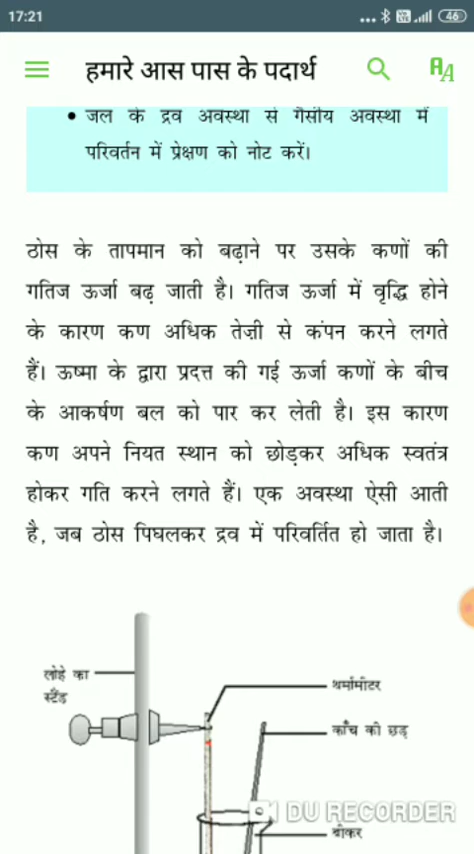 17:21
46
हमारे आस पास के पदार्थ
AA
• जल के द्रव अवस्था से गैसीय अवस्था में
परिवर्तन में प्रेक्षण को नोट करें।
ठोस के तापमान को बढ़ाने पर उसके कणों की
गतिज ऊर्जा बढ़ जाती है। गतिज ऊर्जा में वृद्धि होने
के कारण कण अधिक तेज़ी से कंपन करने लगते
हैं। ऊष्मा के द्वारा प्रदत्त की गई ऊर्जा कणों के बीच
के आकर्षण बल को पार कर लेती है। इस कारण
कण अपने नियत स्थान को छोड़कर अधिक स्वतंत्र
होकर गति करने लगते हैं। एक अवस्था ऐसी आती
है, जब ठोस पिघलकर द्रव में परिवर्तित हो जाता है।
लोहे का
स्टैंड
थर्मामीटर
काँच की छड़
DU RECORDER
बीकर